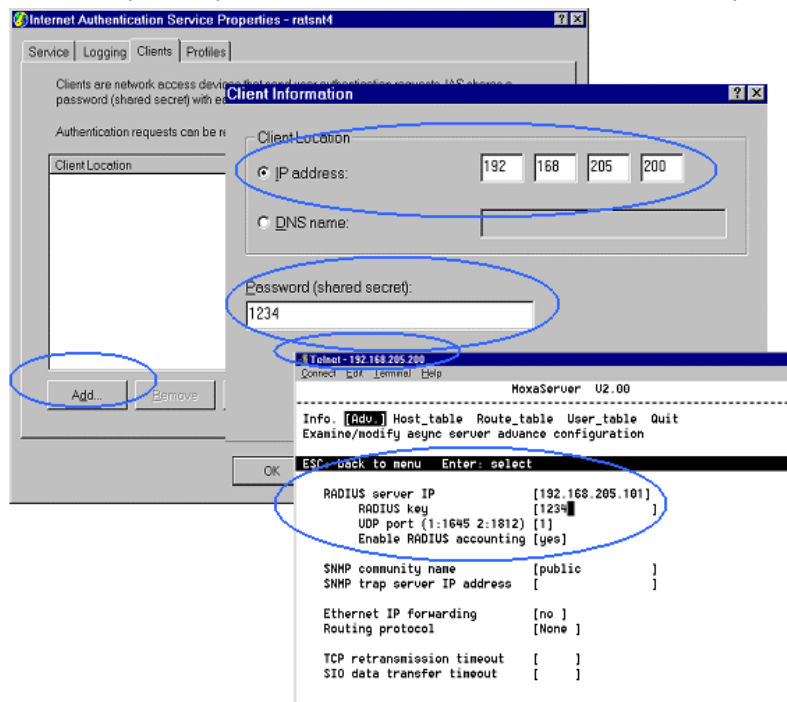 Internet Authentication Service Properties - ratsnt4
Service Logging Clients Profiles
Clients are network access devices that send user authentication requests. IAS shares a
password (shared secret) with
Authentication requests can be
Client Location
Add...
Remove
OK
Client Information
Client Location
IP address: 192 168 205 200
DNS name:
Password (shared secret):
1234
Telnet - 192.168.205.200
Connect Edit Terminal Help
MoxaServer V2.00
Info. [Adv.] Host_table Route_table User_table Quit
Examine/modify async server advance configuration
ESC: back to menu Enter: select
RADIUS server IP [192.168.205.101]
RADIUS key [1234 ]
UDP port (1:1645 2:1812) [1]
Enable RADIUS accounting [yes]
SNMP community name [public ]
SNMP trap server IP address [ ]
Ethernet IP forwarding [no ]
Routing protocol [None ]
TCP retransmission timeout [ ]
SIO data transfer timeout [ ]